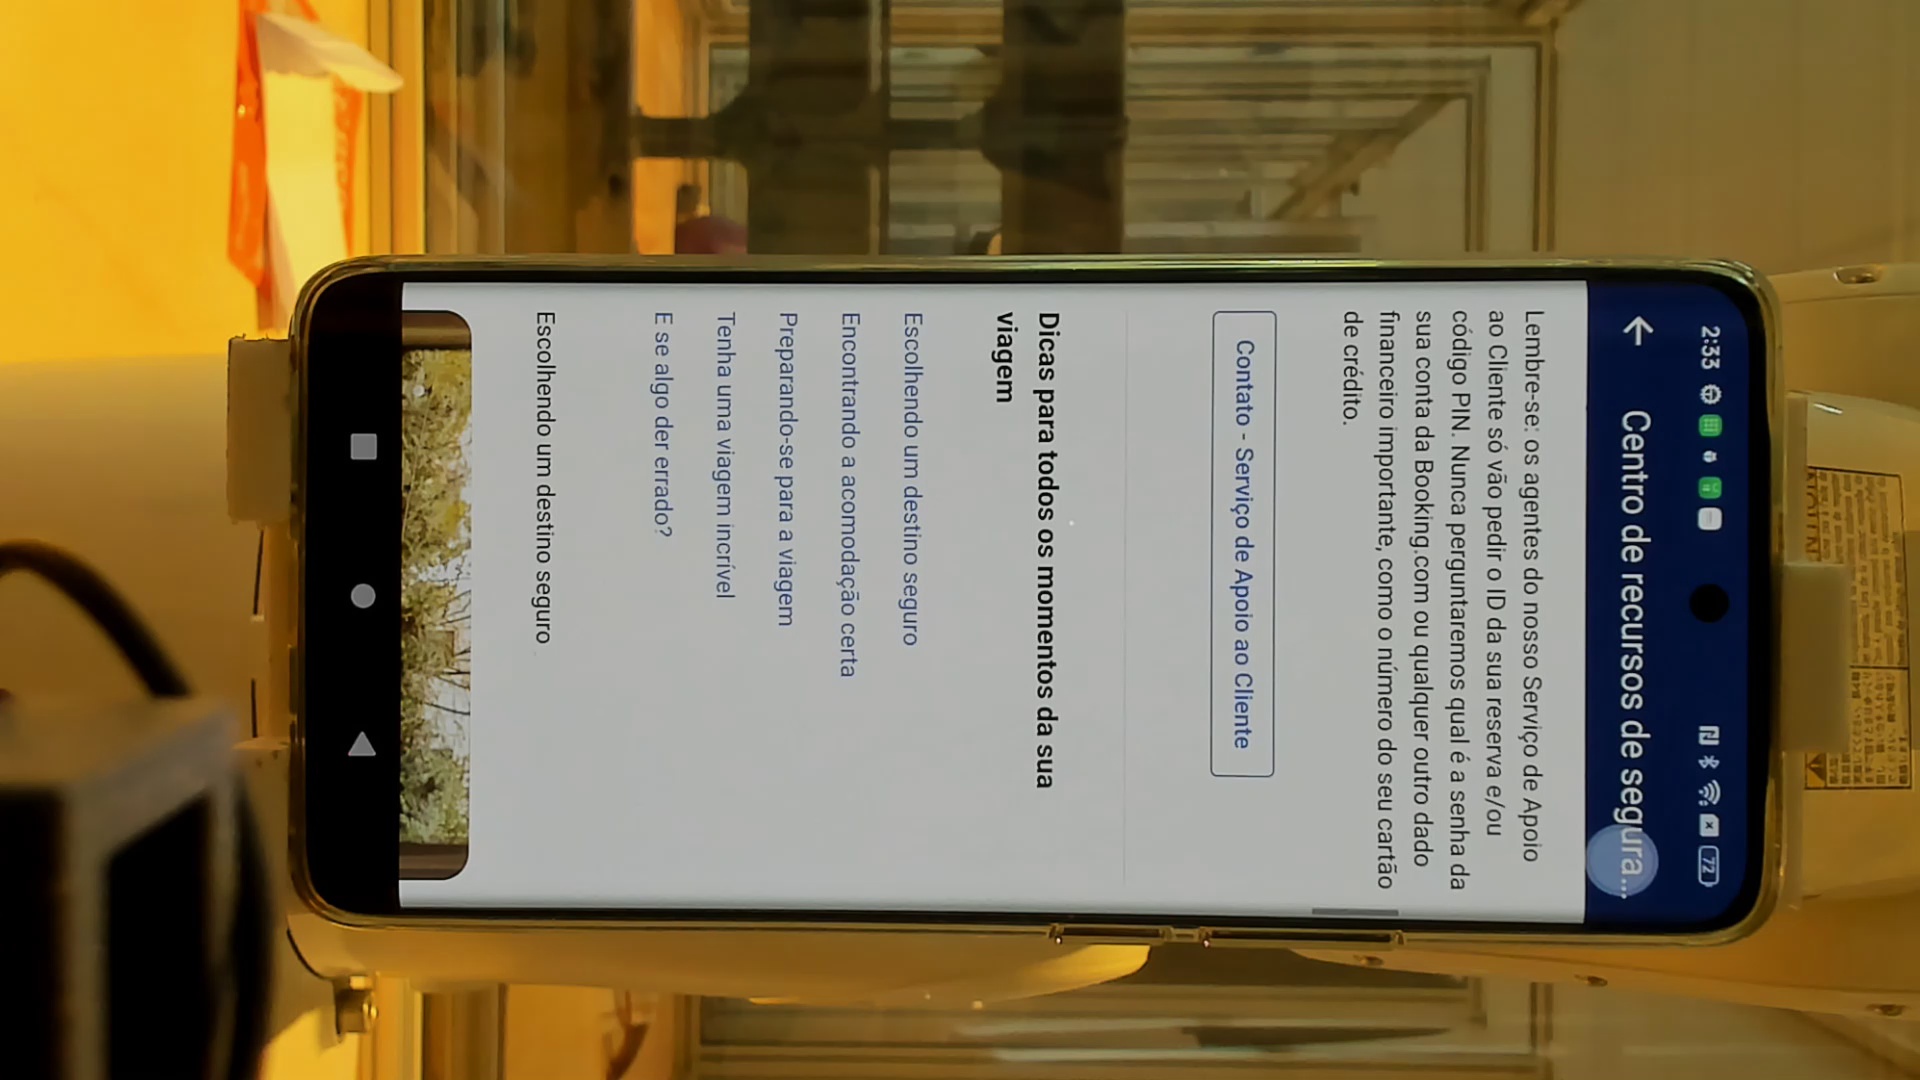 2:33
72
Centro de recursos de segura...
Lembre-se: os agentes do nosso Serviço de Apoio
ao Cliente só vão pedir o ID da sua reserva e/ou
código PIN. Nunca perguntaremos qual é a senha da
sua conta da Booking.com ou qualquer outro dado
financeiro importante, como o número do seu cartão
de crédito.
Contato - Serviço de Apoio ao Cliente
Dicas para todos os momentos da sua
viagem
Escolhendo um destino seguro
Encontrando a acomodação certa
Preparando-se para a viagem
Tenha uma viagem incrível
E se algo der errado?
Escolhendo um destino seguro